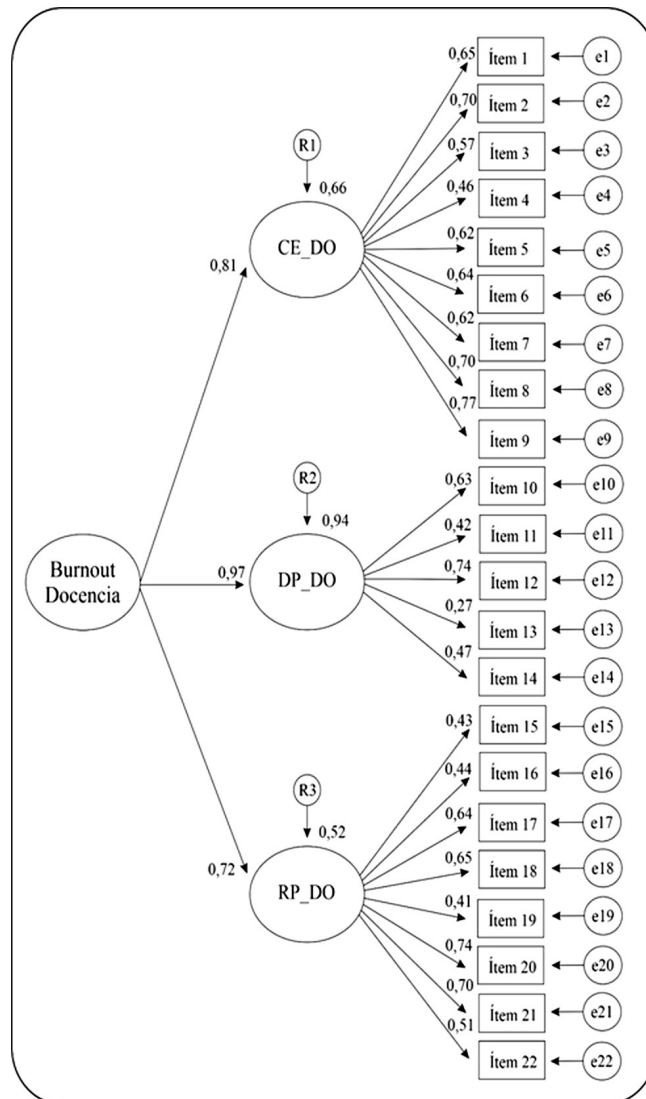 0,65
Ítem 1
e1
0,70
Ítem 2
e2
R1
0,57
Ítem 3
e3
0,66
0,46
Ítem 4
e4
CE_DO
0,62
Ítem 5
e5
0,81
0,64
Ítem 6
e6
0,62
Ítem 7
e7
0,70
Ítem 8
e8
0,77
Ítem 9
e9
R2
0,63
Ítem 10
e10
0,94
0,42
Ítem 11
e11
Burnout
Docencia
0,97
DP_DO
0,74
Ítem 12
e12
0,27
Ítem 13
e13
0,47
Ítem 14
e14
0,43
Ítem 15
e15
R3
0,44
Ítem 16
e16
0,52
0,64
Ítem 17
e17
0,72
0,65
Ítem 18
e18
RP_DO
0,41
Ítem 19
e19
0,74
Ítem 20
e20
0,70
Ítem 21
e21
0,51
Ítem 22
e22